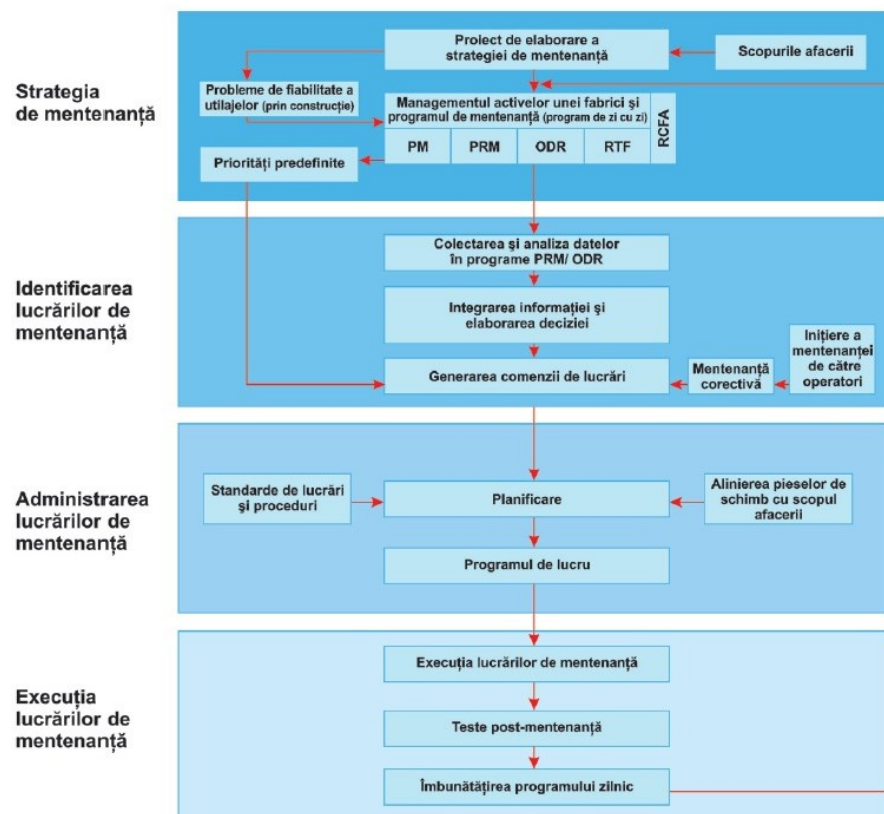 Strategia
de mentenanță
Proiect de elaborare a
strategiei de mentenanță
Scopurile afacerii
Probleme de fiabilitate a
utilajelor (prin construcție)
Managementul activelor unei fabrici și
programul de mentenanță (program de zi cu zi)
RCFA
PM
PRM
ODR
RTF
Priorități predefinite
Identificarea
lucrărilor de
mentenanță
Colectarea și analiza datelor
în programe PRM/ ODR
Integrarea informației și
elaborarea deciziei
Generarea comenzii de lucrări
Mentenanță
corectivă
Inițiere a
mentenanței
de către
operatori
Administrarea
lucrărilor de
mentenanță
Standarde de lucrări
și proceduri
Planificare
Alinierea pieselor de
schimb cu scopul
afacerii
Programul de lucru
Execuția
lucrărilor de
mentenanță
Execuția lucrărilor de mentenanță
Teste post-mentenanță
Îmbunătățirea programului zilnic